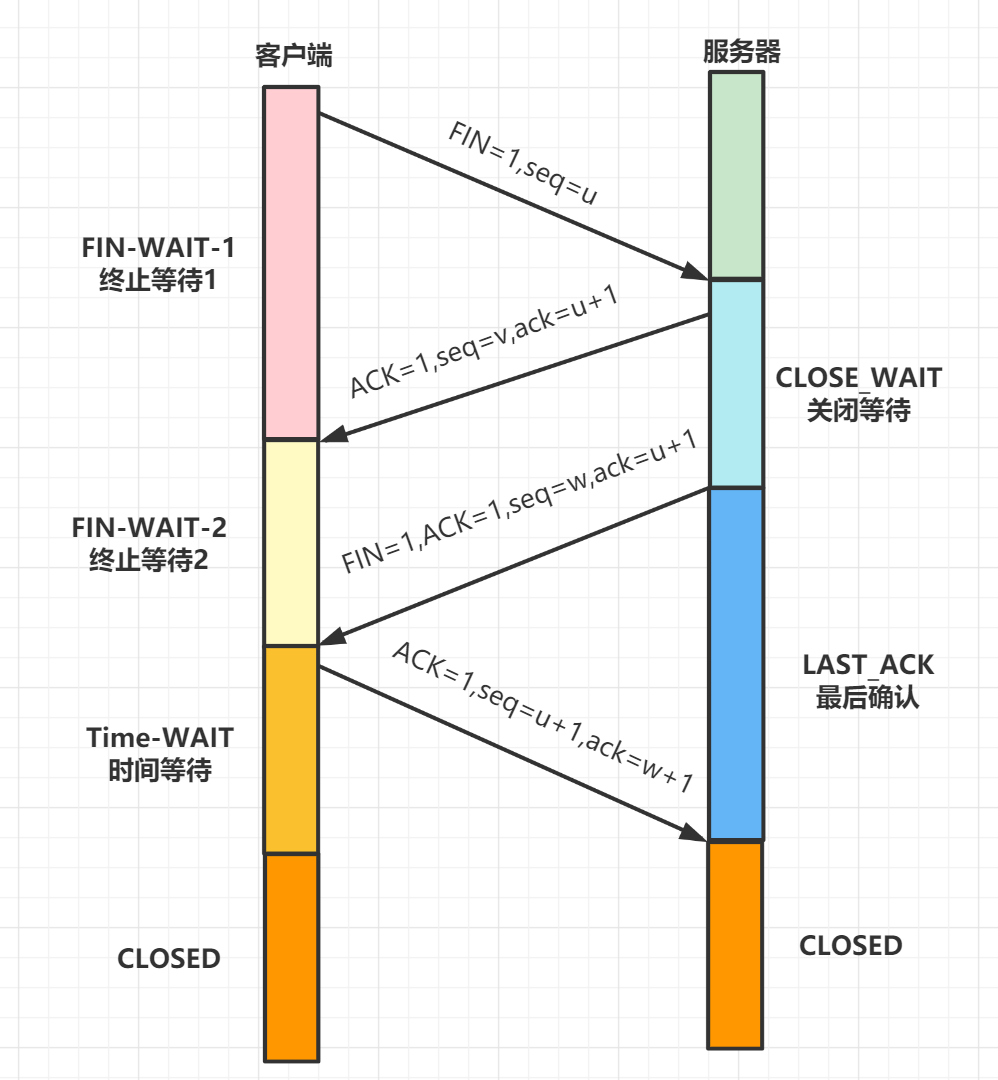 客户端
服务器
FIN=1,seq=u
FIN-WAIT-1
终止等待1
ACK=1,seq=v,ack=u+1
CLOSE_WAIT
关闭等待
FIN=1,ACK=1,seq=w,ack=u+1
FIN-WAIT-2
终止等待2
ACK=1,seq=u+1,ack=w+1
LAST_ACK
最后确认
Time-WAIT
时间等待
CLOSED
CLOSED